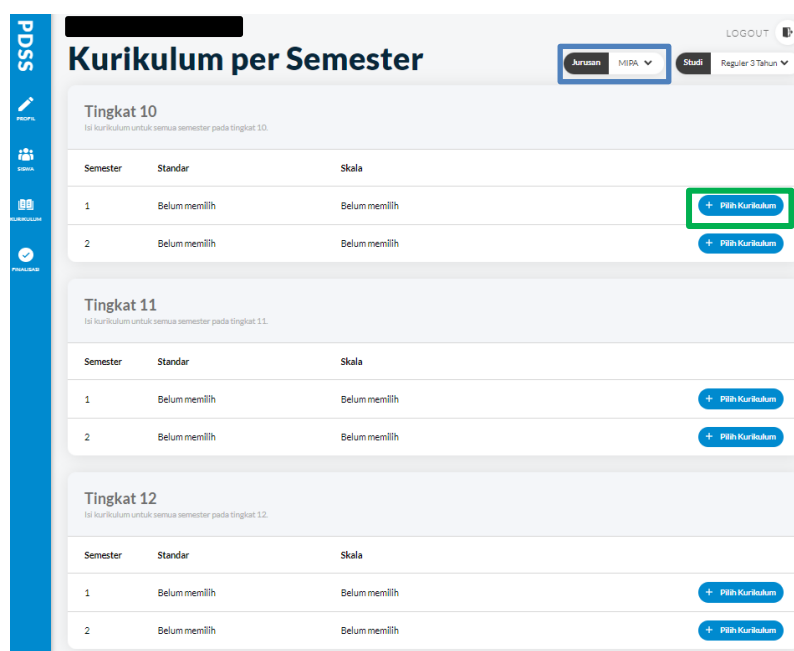 PDSS
LOGOUT
Kurikulum per Semester
Jurusan MIPA
Studi Reguler 3 Tahun
PROFIL
SISWA
KURIKULUM
FINALISASI
Tingkat 10
Isi kurikulum untuk semua semester pada tingkat 10.
Semester Standar Skala
1 Belum memilih Belum memilih + Pilih Kurikulum
2 Belum memilih Belum memilih + Pilih Kurikulum
Tingkat 11
Isi kurikulum untuk semua semester pada tingkat 11.
Semester Standar Skala
1 Belum memilih Belum memilih + Pilih Kurikulum
2 Belum memilih Belum memilih + Pilih Kurikulum
Tingkat 12
Isi kurikulum untuk semua semester pada tingkat 12.
Semester Standar Skala
1 Belum memilih Belum memilih + Pilih Kurikulum
2 Belum memilih Belum memilih + Pilih Kurikulum